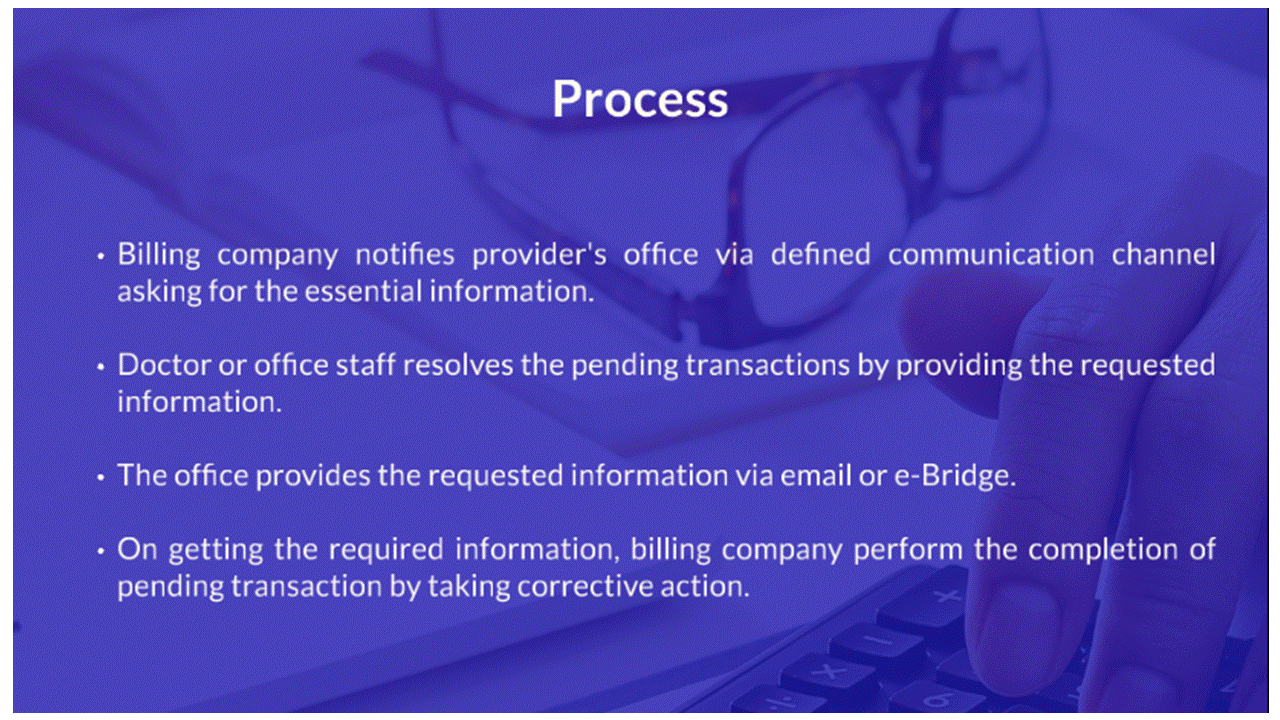 Process
• Billing company notifies provider's office via defined communication channel
asking for the essential information.
• Doctor or office staff resolves the pending transactions by providing the requested
information.
• The office provides the requested information via email or e-Bridge.
• On getting the required information, billing company perform the completion of
pending transaction by taking corrective action.
+
−
×
÷
6